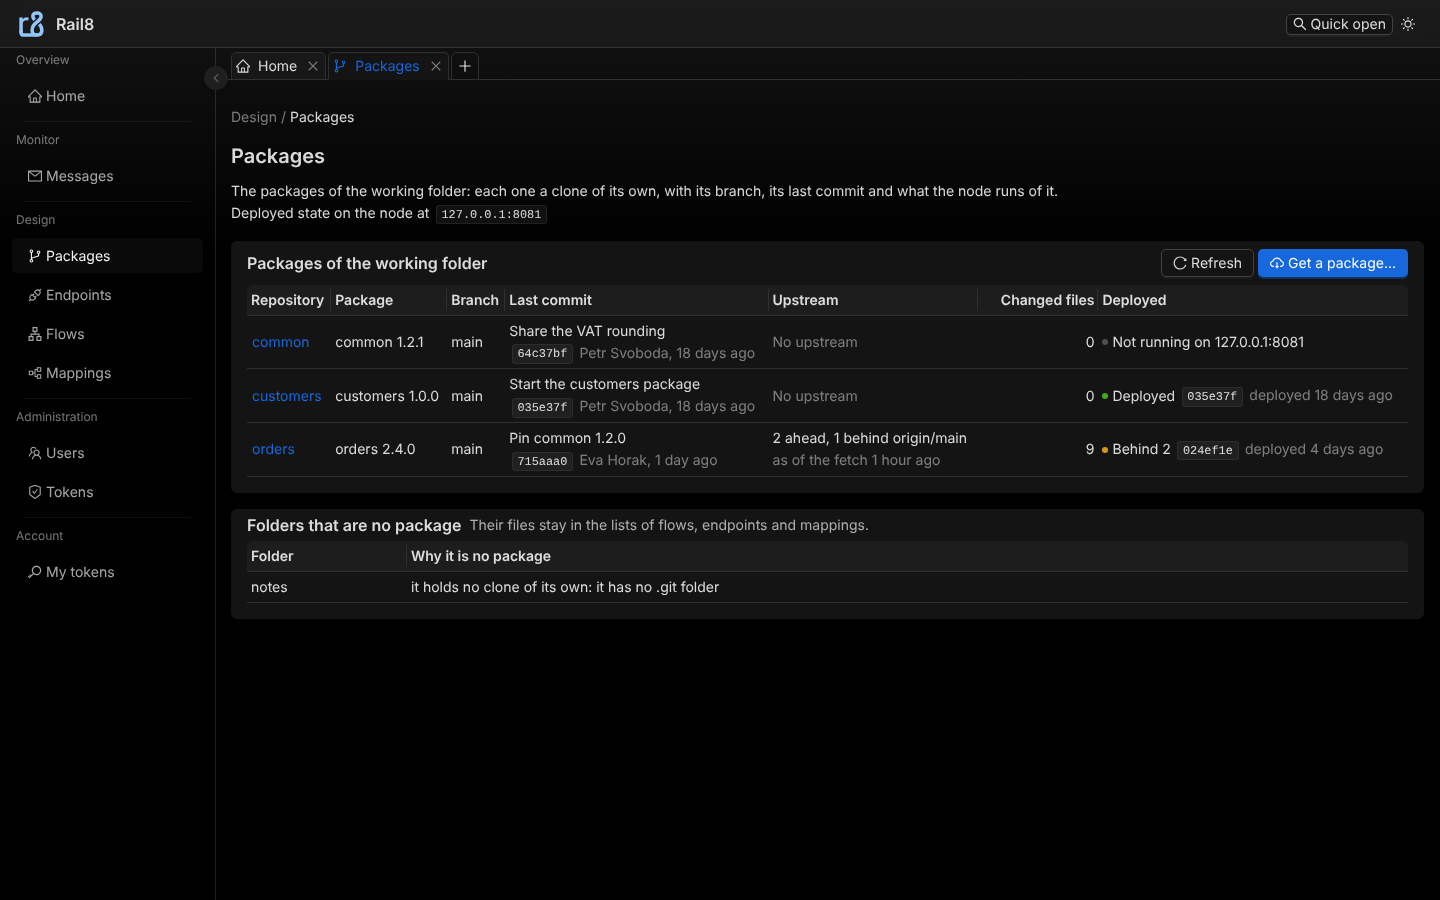 r8 Rail8
Quick open
Overview
Home
Monitor
Messages
Design
Packages
Endpoints
Flows
Mappings
Administration
Users
Tokens
Account
My tokens
Home
Packages
Design / Packages
Packages
The packages of the working folder: each one a clone of its own, with its branch, its last commit and what the node runs of it.
Deployed state on the node at 127.0.0.1:8081
Packages of the working folder
Refresh
Get a package...
Repository Package Branch Last commit Upstream Changed files Deployed
common common 1.2.1 main Share the VAT rounding No upstream 0 Not running on 127.0.0.1:8081
64c37bf Petr Svoboda, 18 days ago
customers customers 1.0.0 main Start the customers package No upstream 0 Deployed 035e37f deployed 18 days ago
035e37f Petr Svoboda, 18 days ago
orders orders 2.4.0 main Pin common 1.2.0 2 ahead, 1 behind origin/main 9 Behind 2 024ef1e deployed 4 days ago
715aaa0 Eva Horak, 1 day ago as of the fetch 1 hour ago
Folders that are no package Their files stay in the lists of flows, endpoints and mappings.
Folder Why it is no package
notes it holds no clone of its own: it has no .git folder